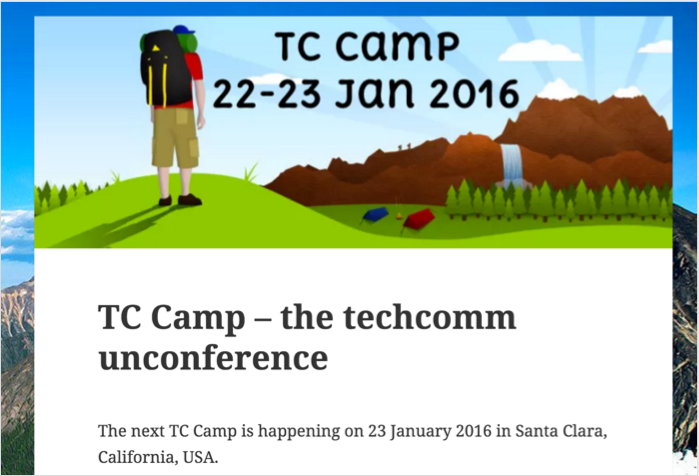 TC Camp
22-23 Jan 2016
TC Camp – the techcomm
unconference
The next TC Camp is happening on 23 January 2016 in Santa Clara,
California, USA.